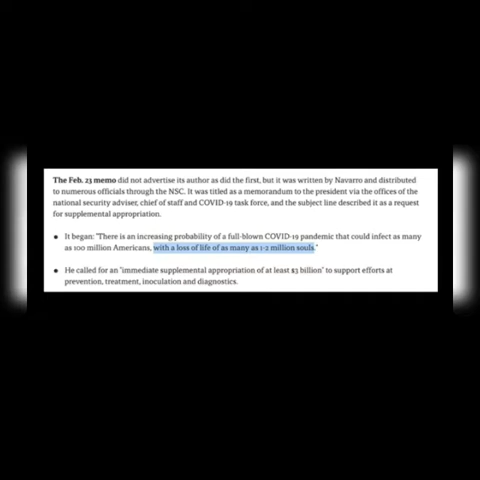 The Feb. 23 memo did not advertise its author as did the first, but it was written by Navarro and distributed
to numerous officials through the NSC. It was titled as a memorandum to the president via the offices of the
national security adviser, chief of staff and COVID-19 task force, and the subject line described it as a request
for supplemental appropriation.
• It began: "There is an increasing probability of a full-blown COVID-19 pandemic that could infect as many
as 100 million Americans, with a loss of life of as many as 1-2 million souls."
• He called for an "immediate supplemental appropriation of at least $3 billion" to support efforts at
prevention, treatment, inoculation and diagnostics.